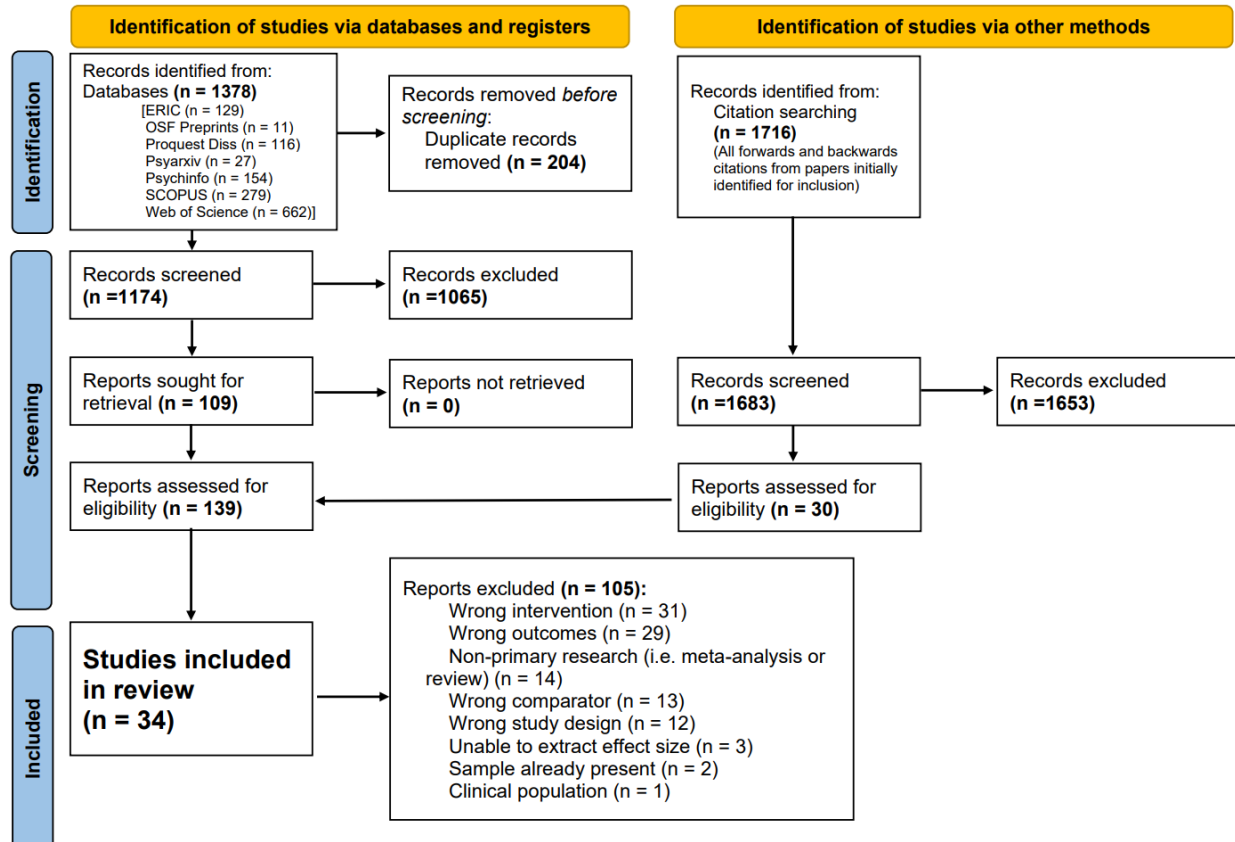 Identification of studies via databases and registers
Identification of studies via other methods
Identification
Records identified from:
Databases (n = 1378)
[ERIC (n = 129)
OSF Preprints (n = 11)
Proquest Diss (n = 116)
Psyarxiv (n = 27)
Psychinfo (n = 154)
SCOPUS (n = 279)
Web of Science (n = 662)]
Records removed before
screening:
Duplicate records
removed (n = 204)
Records identified from:
Citation searching
(n = 1716)
(All forwards and backwards
citations from papers initially
identified for inclusion)
Screening
Records screened
(n =1174)
Records excluded
(n =1065)
Reports sought for
retrieval (n = 109)
Reports not retrieved
(n = 0)
Records screened
(n =1683)
Records excluded
(n =1653)
Reports assessed for
eligibility (n = 139)
Reports assessed for
eligibility (n = 30)
Included
Studies included
in review
(n = 34)
Reports excluded (n = 105):
Wrong intervention (n = 31)
Wrong outcomes (n = 29)
Non-primary research (i.e. meta-analysis or
review) (n = 14)
Wrong comparator (n = 13)
Wrong study design (n = 12)
Unable to extract effect size (n = 3)
Sample already present (n = 2)
Clinical population (n = 1)